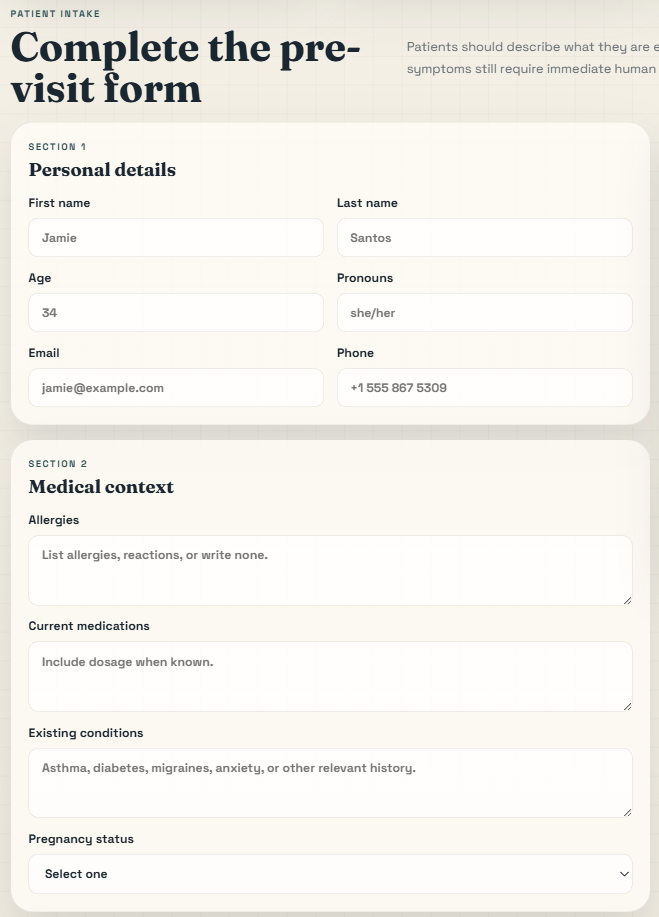 PATIENT INTAKE
Complete the pre-
visit form
Patients should describe what they are
symptoms still require immediate human
SECTION 1
Personal details
First name
Last name
Jamie
Santos
Age
Pronouns
34
she/her
Email
Phone
jamie@example.com
+1 555 867 5309
SECTION 2
Medical context
Allergies
List allergies, reactions, or write none.
Current medications
Include dosage when known.
Existing conditions
Asthma, diabetes, migraines, anxiety, or other relevant history.
Pregnancy status
Select one